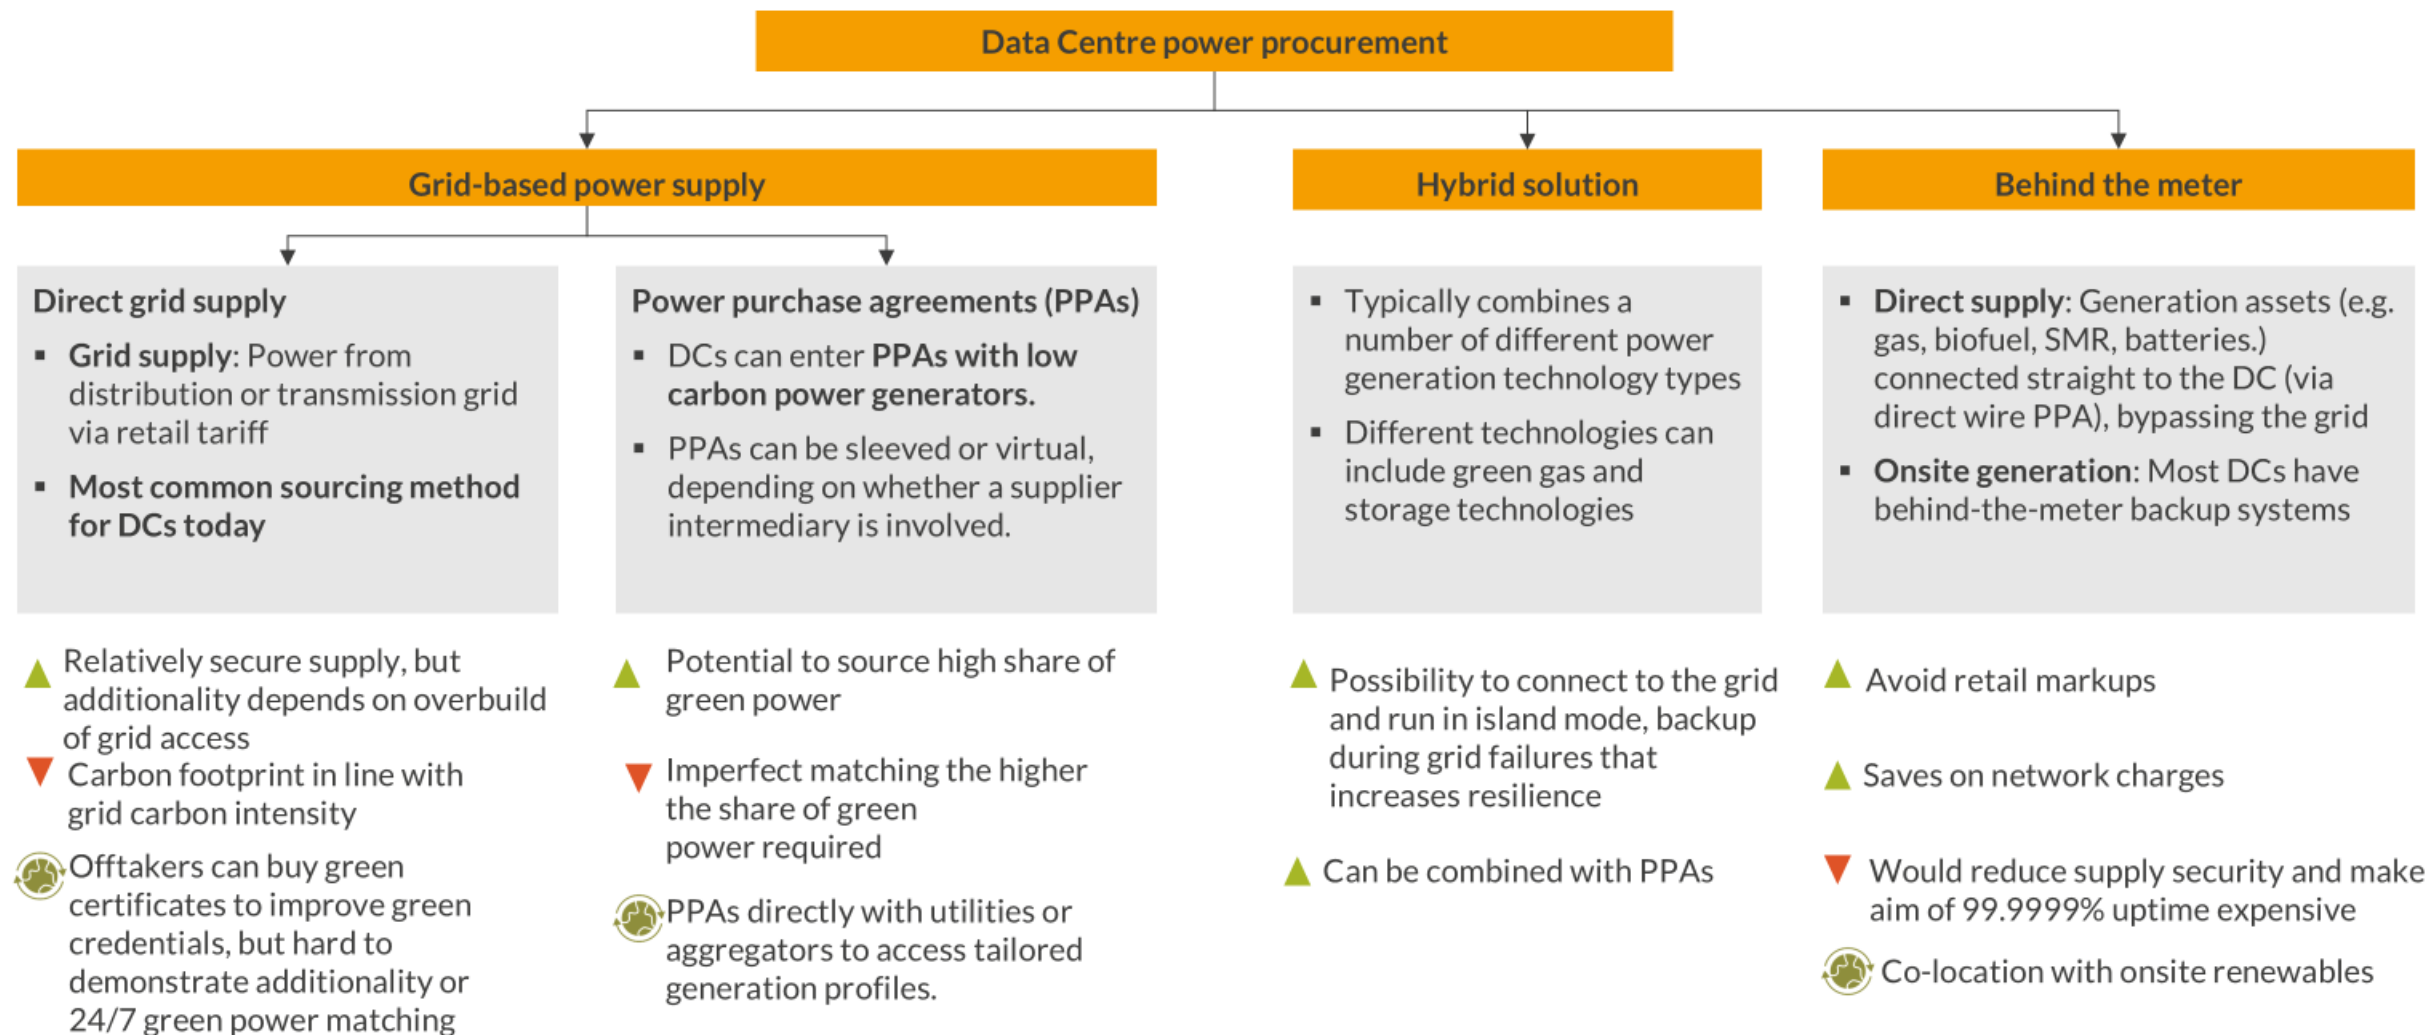 Data Centre power procurement
Grid-based power supply
Hybrid solution
Behind the meter
Direct grid supply
▪ Grid supply: Power from
distribution or transmission grid
via retail tariff
▪ Most common sourcing method
for DCs today
Power purchase agreements (PPAs)
▪ DCs can enter PPAs with low
carbon power generators.
▪ PPAs can be sleeved or virtual,
depending on whether a supplier
intermediary is involved.
▪ Typically combines a
number of different power
generation technology types
▪ Different technologies can
include green gas and
storage technologies
▪ Direct supply: Generation assets (e.g.
gas, biofuel, SMR, batteries.)
connected straight to the DC (via
direct wire PPA), bypassing the grid
▪ Onsite generation: Most DCs have
behind-the-meter backup systems
Relatively secure supply, but
additionality depends on overbuild
of grid access
Carbon footprint in line with
grid carbon intensity
Offtakers can buy green
certificates to improve green
credentials, but hard to
demonstrate additionality or
24/7 green power matching
Potential to source high share of
green power
Imperfect matching the higher
the share of green
power required
PPAs directly with utilities or
aggregators to access tailored
generation profiles.
Possibility to connect to the grid
and run in island mode, backup
during grid failures that
increases resilience
Can be combined with PPAs
Avoid retail markups
Saves on network charges
Would reduce supply security and make
aim of 99.9999% uptime expensive
Co-location with onsite renewables